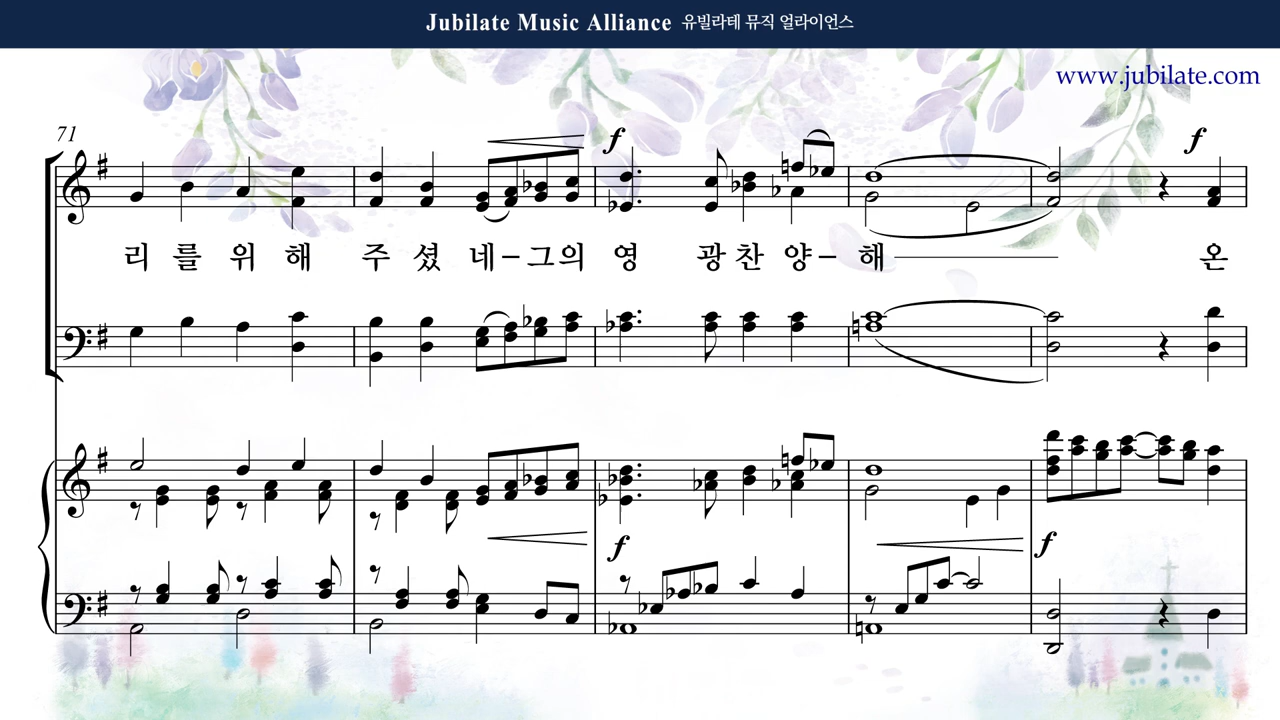 Jubilate Music Alliance 유빌라테 뮤직 얼라이언스
www.jubilate.com
71
f f
리 를 위 해 주 셨 네-그의 영 광 찬 양- 해 온
f f